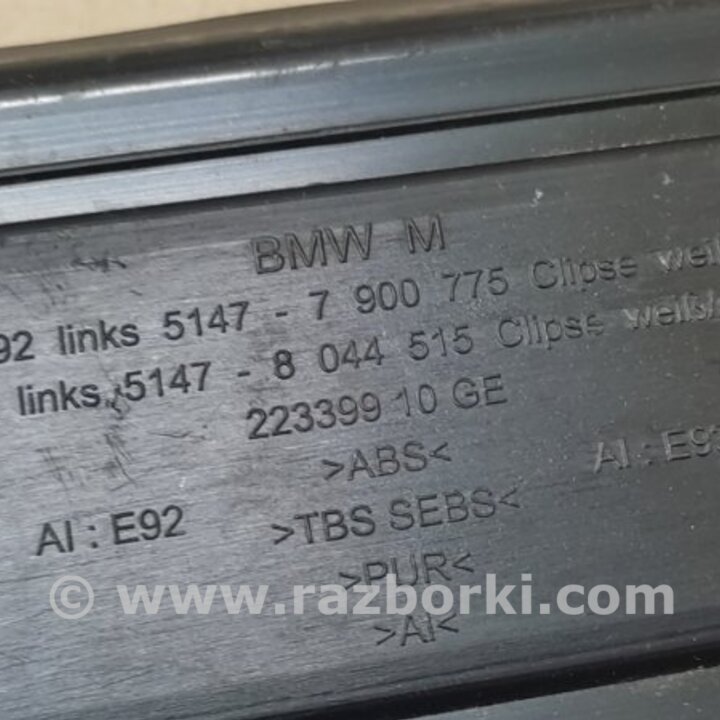 BMW M
92 links 5147 - 7 900 775 Clipse weiß
links 5147 - 8 044 515 Clipse weiß/
223399 10 GE
>ABS<
AI : E92 AI : E9
>TBS SEBS<
>PUR<
© www.razborki.com
>AI<